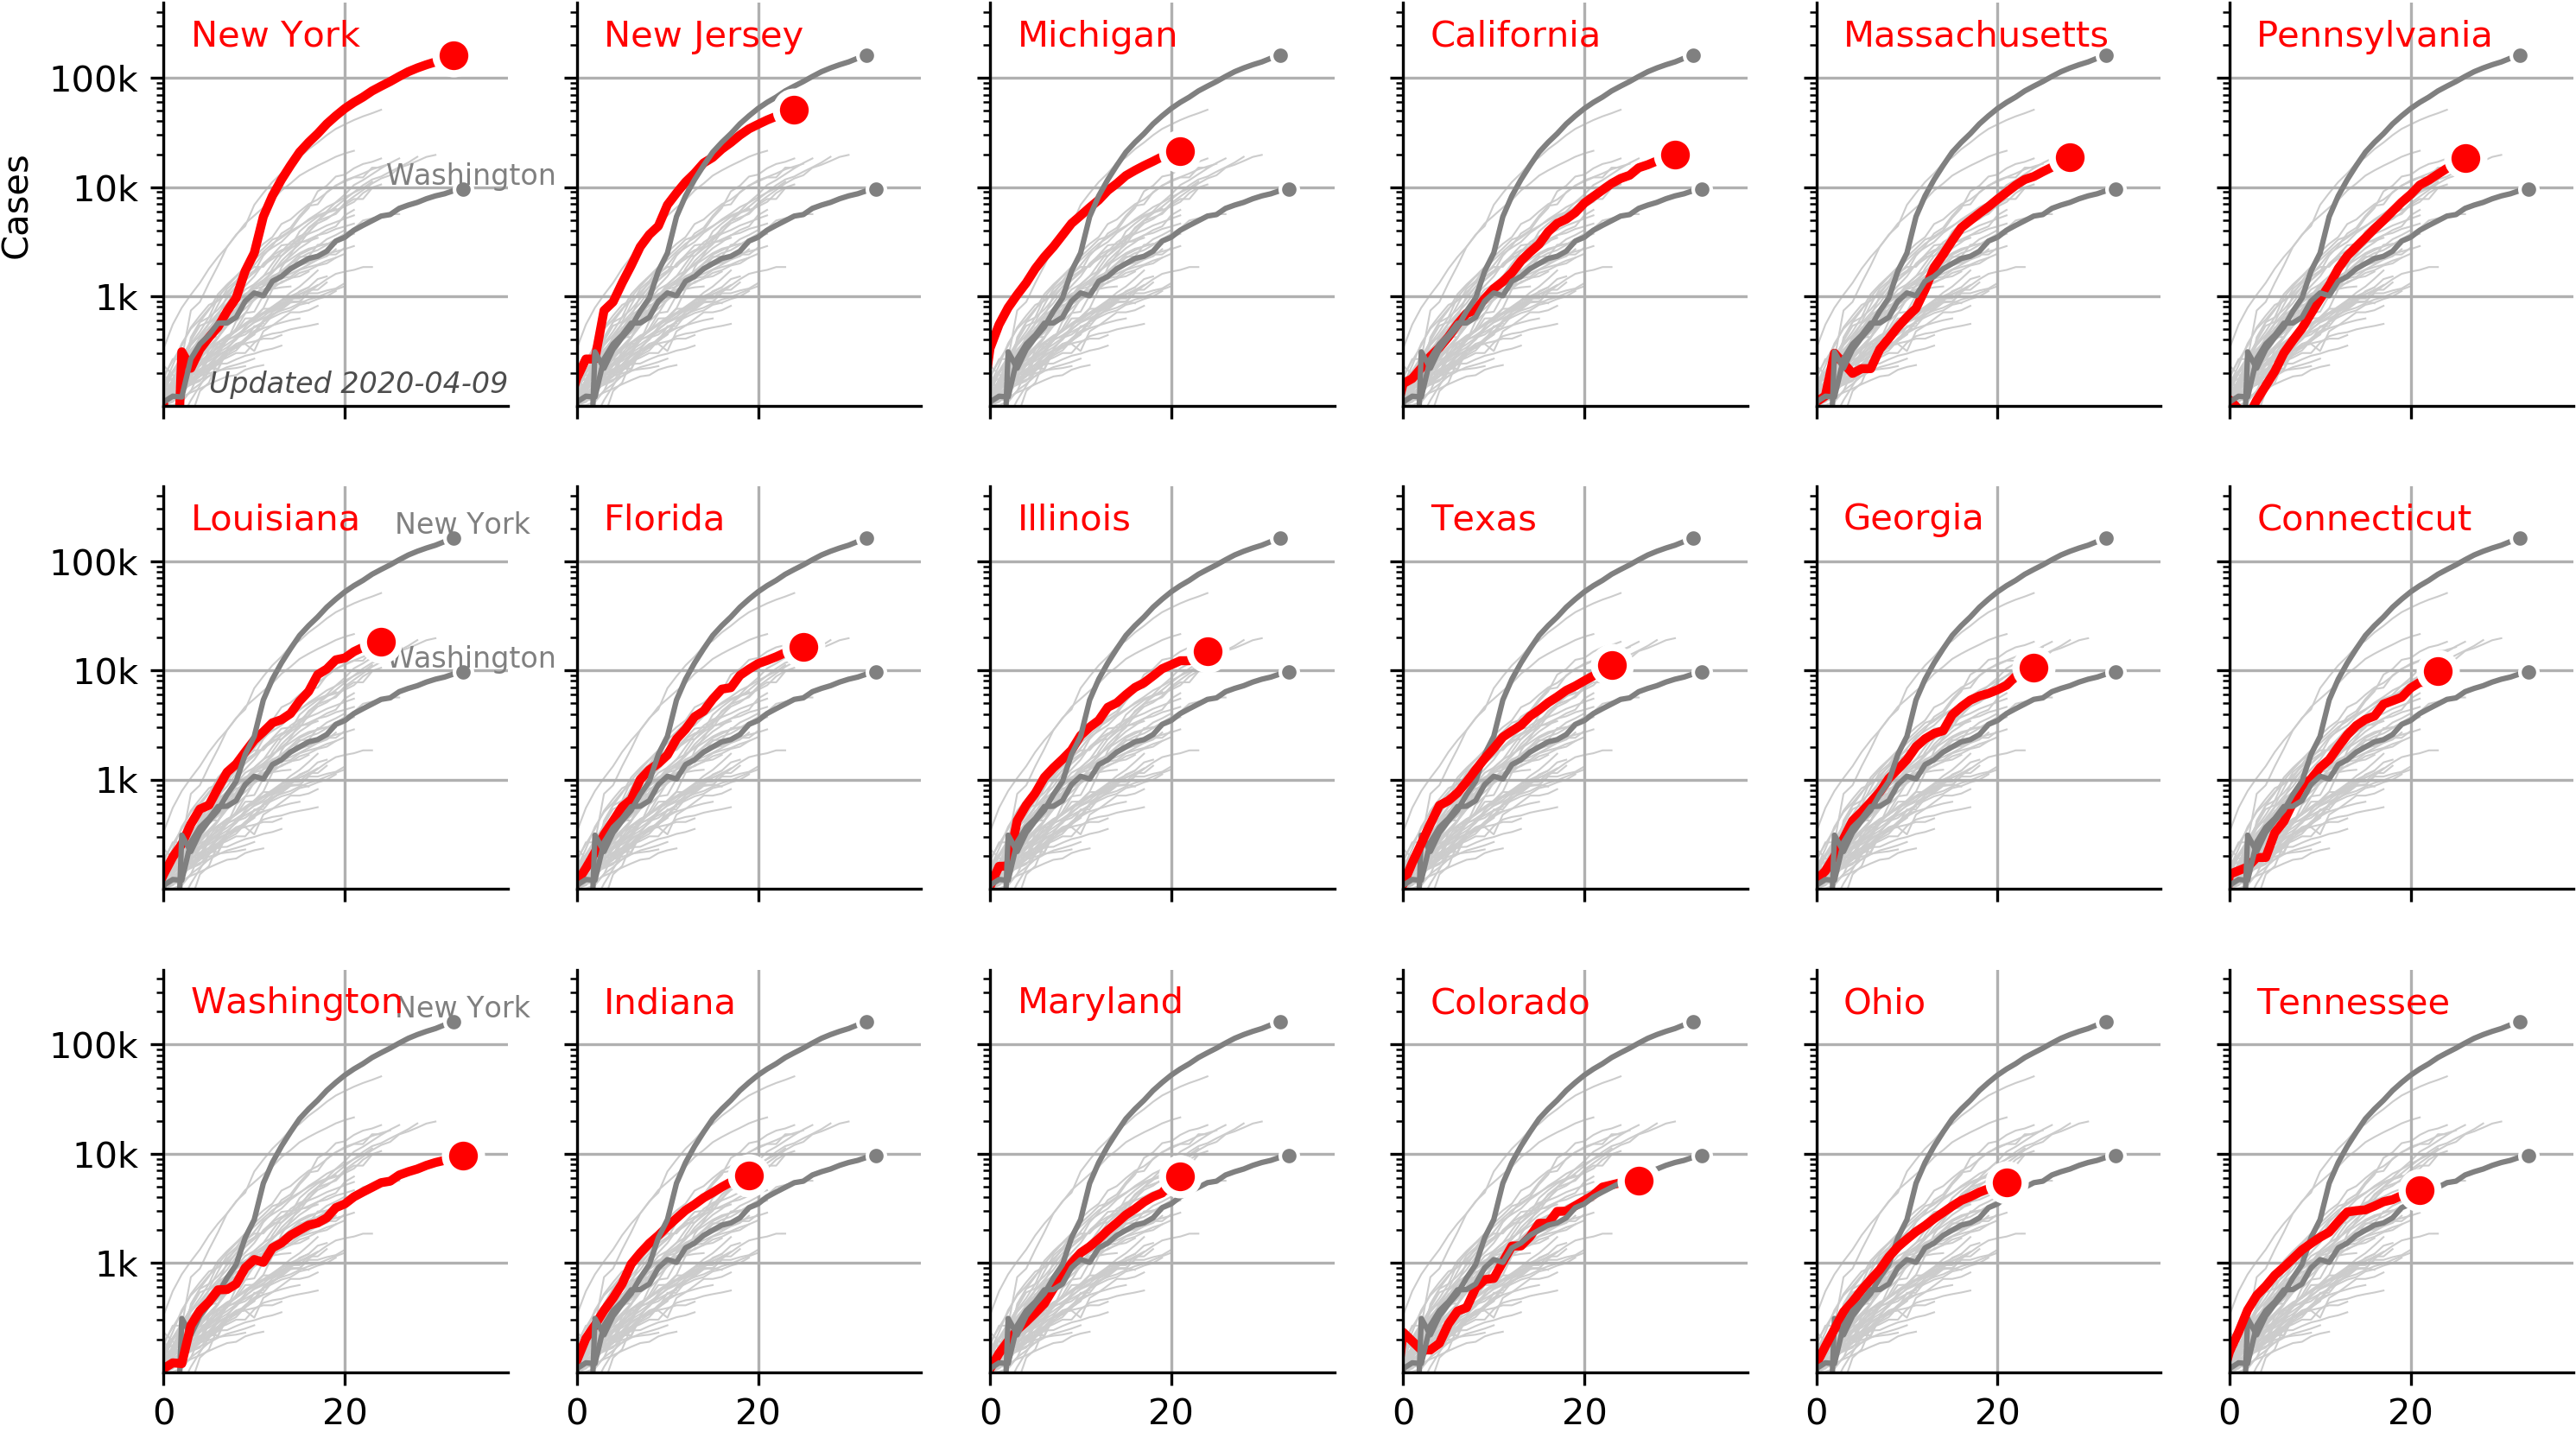 New York
New Jersey
Michigan
California
Massachusetts
Pennsylvania
100k
10k
1k
Cases
Washington
Updated 2020-04-09
Louisiana
New York
Florida
Illinois
Texas
Georgia
Connecticut
100k
10k
1k
Washington
Washington
New York
Indiana
Maryland
Colorado
Ohio
Tennessee
100k
10k
1k
0 20 0 20 0 20 0 20 0 20 0 20